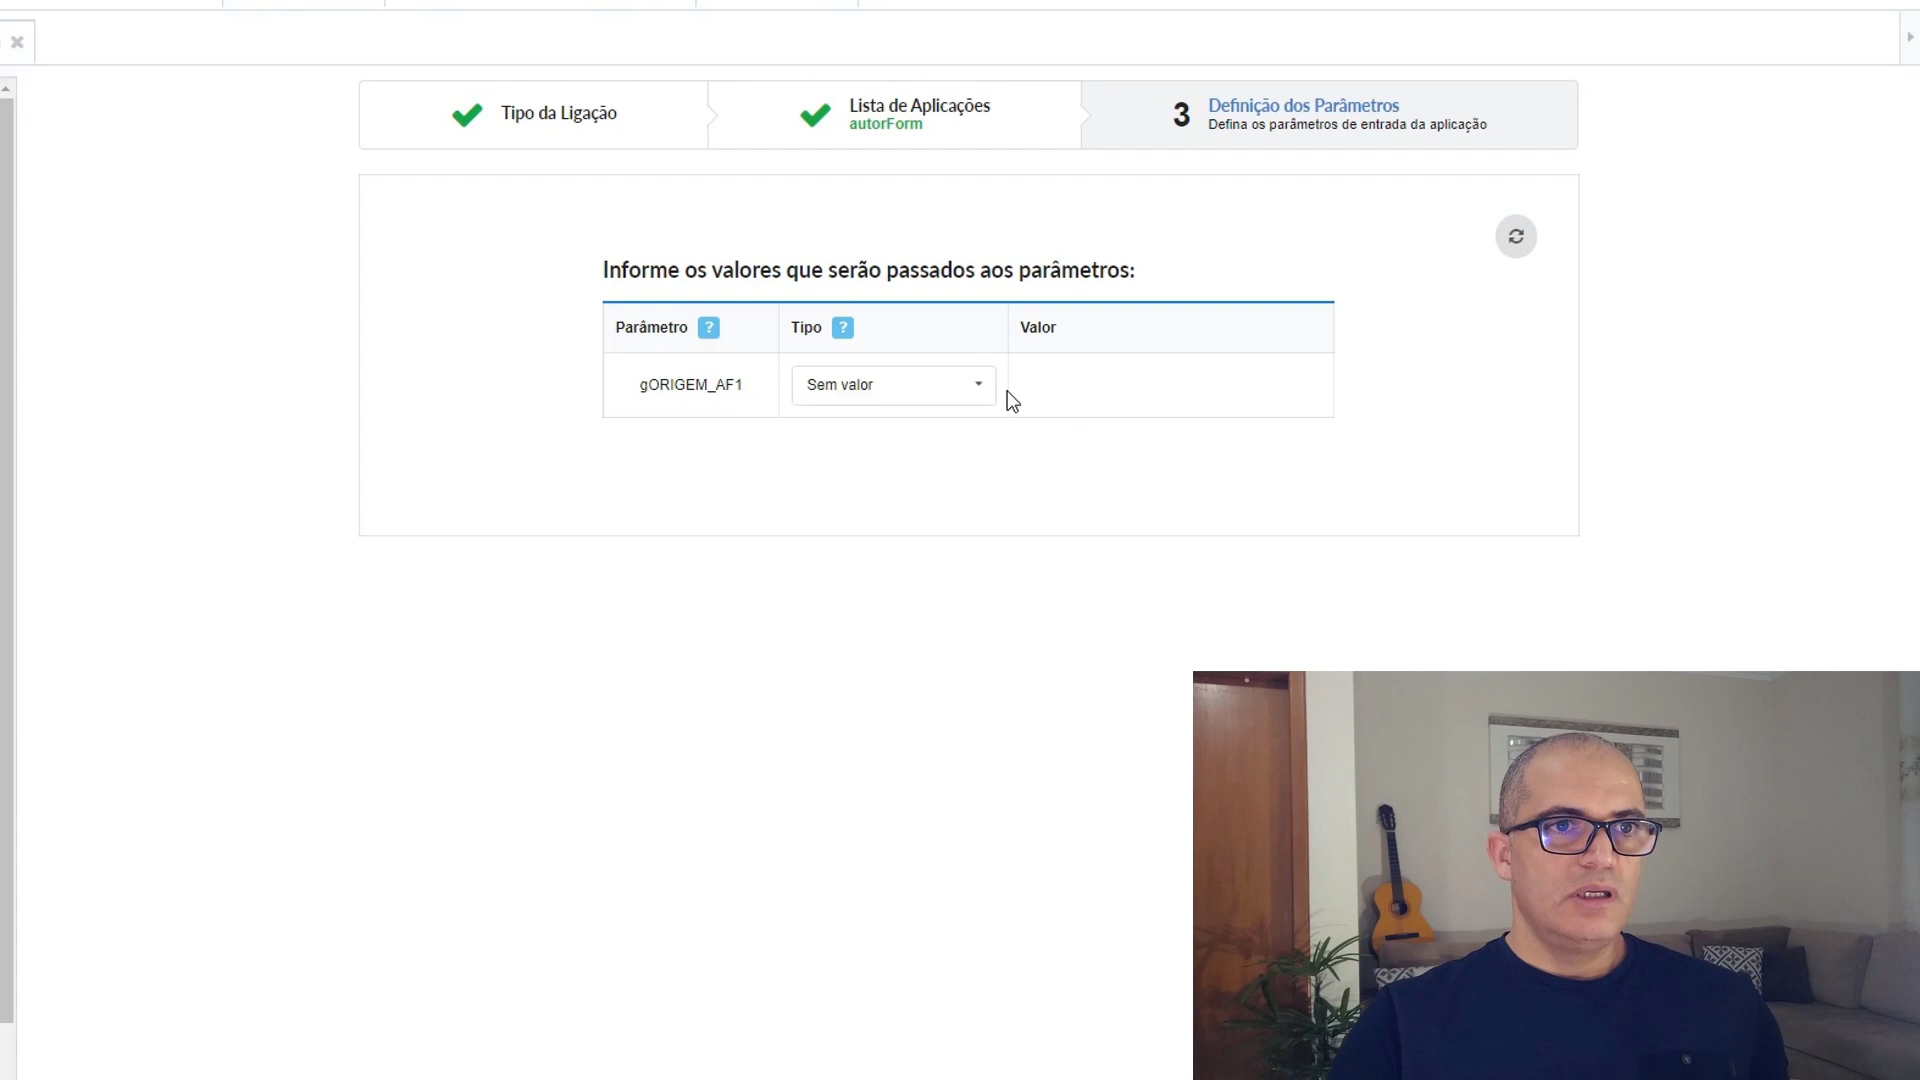 Tipo da Ligação
Lista de Aplicações
autorForm
3
Definição dos Parâmetros
Defina os parâmetros de entrada da aplicação
Informe os valores que serão passados aos parâmetros:
Parâmetro ? Tipo ? Valor
gORIGEM_AF1 Sem valor